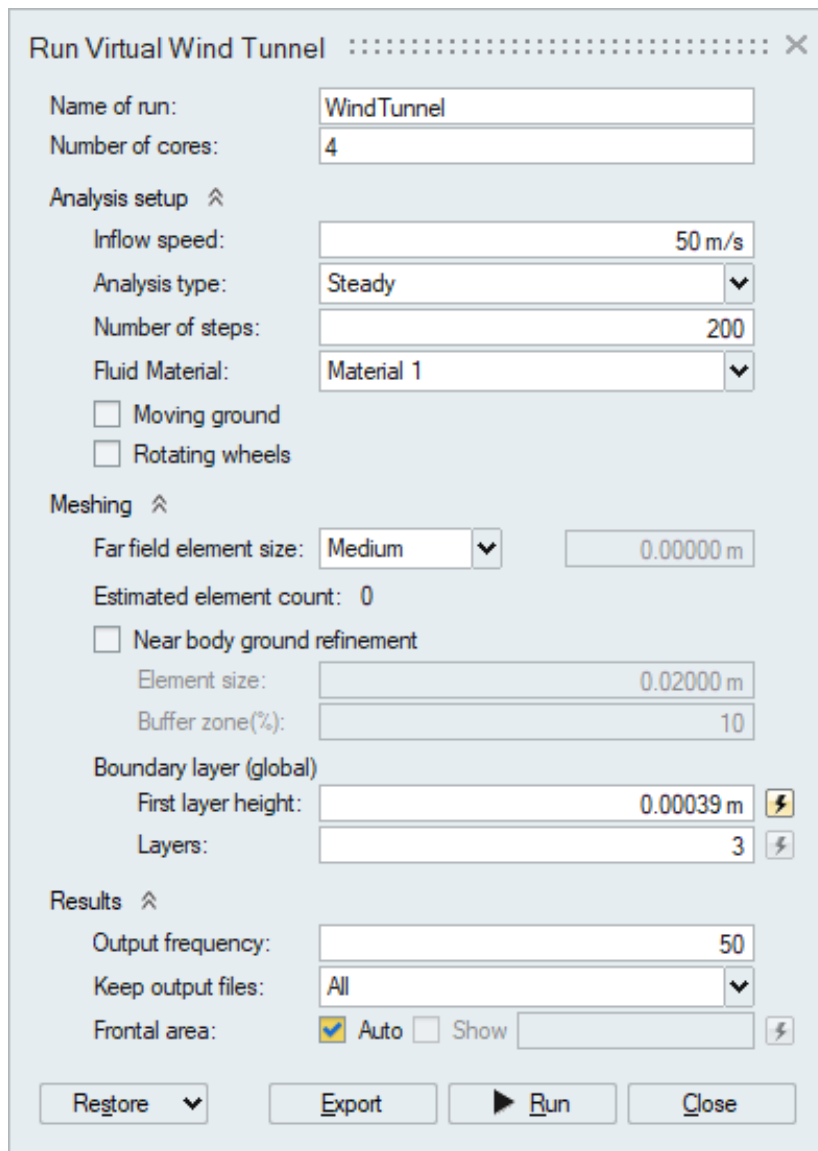 Run Virtual Wind Tunnel
Name of run: WindTunnel
Number of cores: 4
Analysis setup
Inflow speed: 50 m/s
Analysis type: Steady
Number of steps: 200
Fluid Material: Material 1
Moving ground
Rotating wheels
Meshing
Far field element size: Medium 0.00000 m
Estimated element count: 0
Near body ground refinement
Element size: 0.02000 m
Buffer zone(%): 10
Boundary layer (global)
First layer height: 0.00039 m
Layers: 3
Results
Output frequency: 50
Keep output files: All
Frontal area: Auto Show
Restore Export Run Close